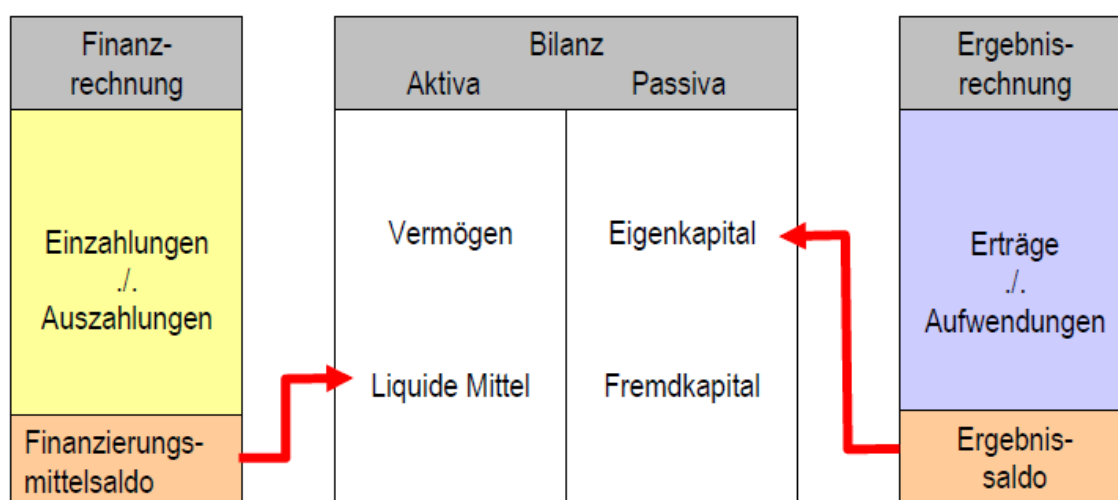 Finanz-
rechnung
Einzahlungen
./.
Auszahlungen
Finanzierungs-
mittelsaldo
Bilanz
Aktiva Passiva
Vermögen Eigenkapital
Liquide Mittel Fremdkapital
Ergebnis-
rechnung
Erträge
./.
Aufwendungen
Ergebnis-
saldo